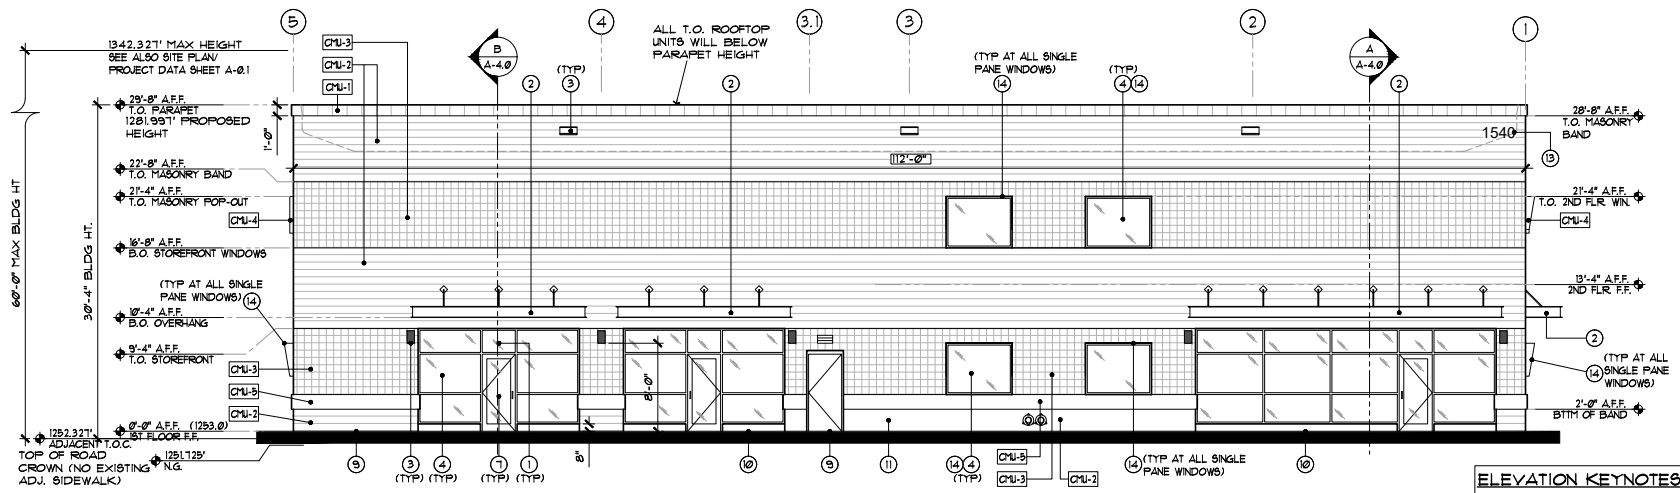 5
4
3.1
3
2
1
1342.327' MAX HEIGHT
SEE ALSO SITE PLAN/
PROJECT DATA SHEET A-0.1
CMU-3
CMU-2
CMU-1
B
A-4.0
ALL T.O. ROOFTOP
UNITS WILL BELOW
PARAPET HEIGHT
(TYP AT ALL SINGLE
PANE WINDOWS)
14
(TYP)
4 14
A
A-4.0
2
(TYP)
3
2
2
29'-8" A.F.F.
T.O. PARAPET
1281.997' PROPOSED
HEIGHT
1'-0"
28'-8" A.F.F.
T.O. MASONRY
BAND
1540
13
112'-0"
22'-8" A.F.F.
T.O. MASONRY BAND
21'-4" A.F.F.
T.O. MASONRY POP-OUT
CMU-4
21'-4" A.F.F.
T.O. 2ND FLR. WIN.
CMU-4
60'-0" MAX BLDG HT
30'-4" BLDG HT.
16'-8" A.F.F.
B.O. STOREFRONT WINDOWS
(TYP AT ALL SINGLE
PANE WINDOWS)
14
13'-4" A.F.F.
2ND FLR. F.F.
10'-4" A.F.F.
B.O. OVERHANG
9'-4" A.F.F.
T.O. STOREFRONT
2
CMU-3
CMU-5
CMU-2
8'-0"
8"
(TYP AT ALL
14 SINGLE PANE
WINDOWS)
2'-0" A.F.F.
BTTM OF BAND
0'-0" A.F.F. (1253.0)
1ST FLOOR F.F.
1252.327'
ADJACENT T.O.C.
TOP OF ROAD
CROWN (NO EXISTING
ADJ. SIDEWALK)
1251.725'
N.G.
9
3
(TYP)
4
(TYP)
7
(TYP)
1
(TYP)
10
9
11
14 4
(TYP)
CMU-5
CMU-3
CMU-2
14
(TYP AT ALL SINGLE
PANE WINDOWS)
10
ELEVATION KEYNOTES